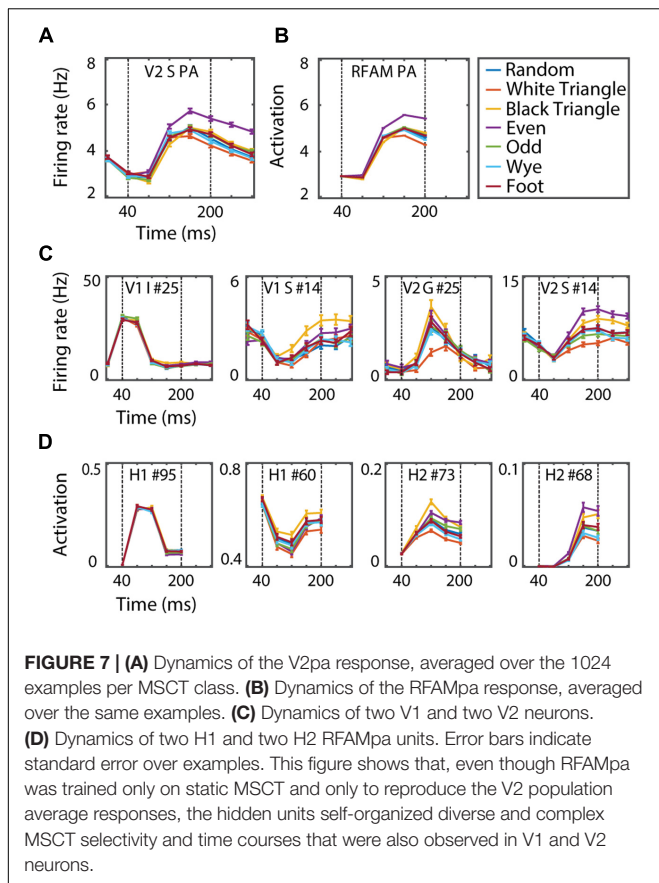 A
B
V2 S PA
RFAM PA
Firing rate (Hz)
8
6
4
2
40
200
Time (ms)
Activation
8
6
4
2
40
200
Random
White Triangle
Black Triangle
Even
Odd
Wye
Foot
C
V1 I #25
V1 S #14
V2 G #25
V2 S #14
Firing rate (Hz)
50
0
6
0
5
0
15
0
40
200
40
200
40
200
40
200
Time (ms)
D
H1 #95
H1 #60
H2 #73
H2 #68
Activation
0.5
0
0.8
0.4
0.2
0
0.1
0
40
200
40
200
40
200
40
200
Time (ms)
FIGURE 7 | (A) Dynamics of the V2pa response, averaged over the 1024
examples per MSCT class. (B) Dynamics of the RFAMpa response, averaged
over the same examples. (C) Dynamics of two V1 and two V2 neurons.
(D) Dynamics of two H1 and two H2 RFAMpa units. Error bars indicate
standard error over examples. This figure shows that, even though RFAMpa
was trained only on static MSCT and only to reproduce the V2 population
average responses, the hidden units self-organized diverse and complex
MSCT selectivity and time courses that were also observed in V1 and V2
neurons.